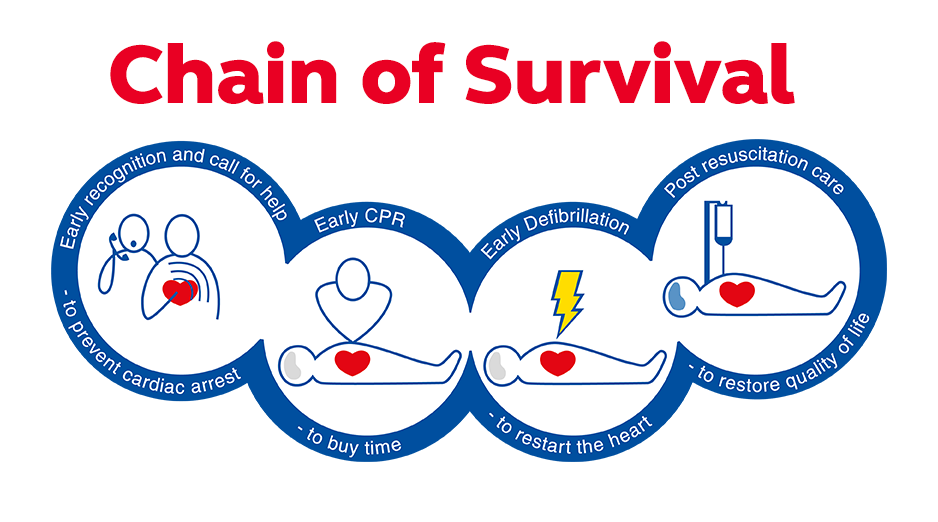 Chain of Survival
Early recognition and call for help
- to prevent cardiac arrest
Early CPR
- to buy time
Early Defibrillation
- to restart the heart
Post resuscitation care
- to restore quality of life